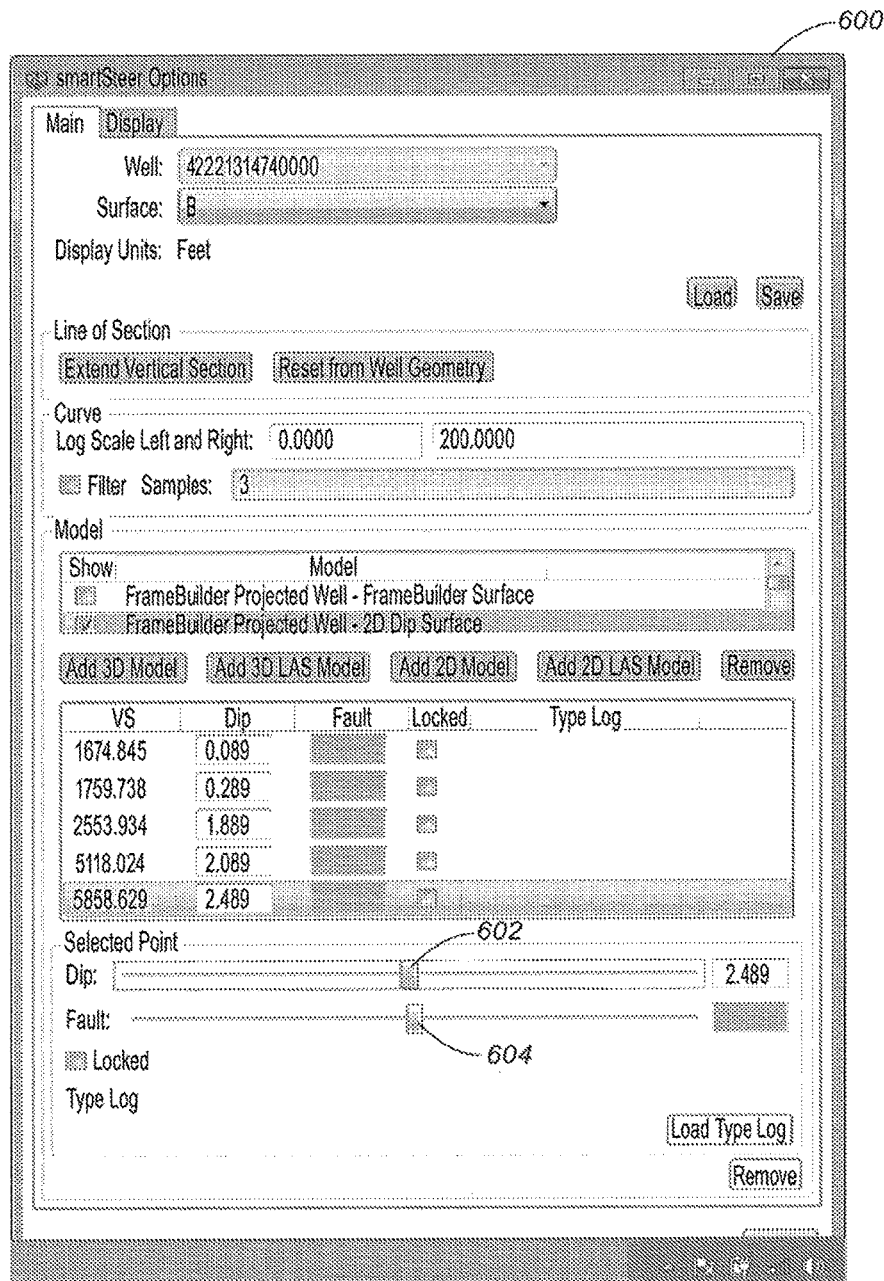 600
smartSteer Options
Main Display
Well: 42221314740000
Surface: B
Display Units: Feet
Load Save
Line of Section
Extend Vertical Section Reset from Well Geometry
Curve
Log Scale Left and Right: 0.0000 200.0000
Filter Samples: 3
Model
Show Model
FrameBuilder Projected Well - FrameBuilder Surface
FrameBuilder Projected Well - 2D Dip Surface
Add 3D Model Add 3D LAS Model Add 2D Model Add 2D LAS Model Remove
VS Dip Fault Locked Type Log
1674.845 0.089
1759.738 0.289
2553.934 1.889
5118.024 2.089
5858.629 2.489
Selected Point
602
Dip: 2.489
Fault:
604
Locked
Type Log
Load Type Log
Remove